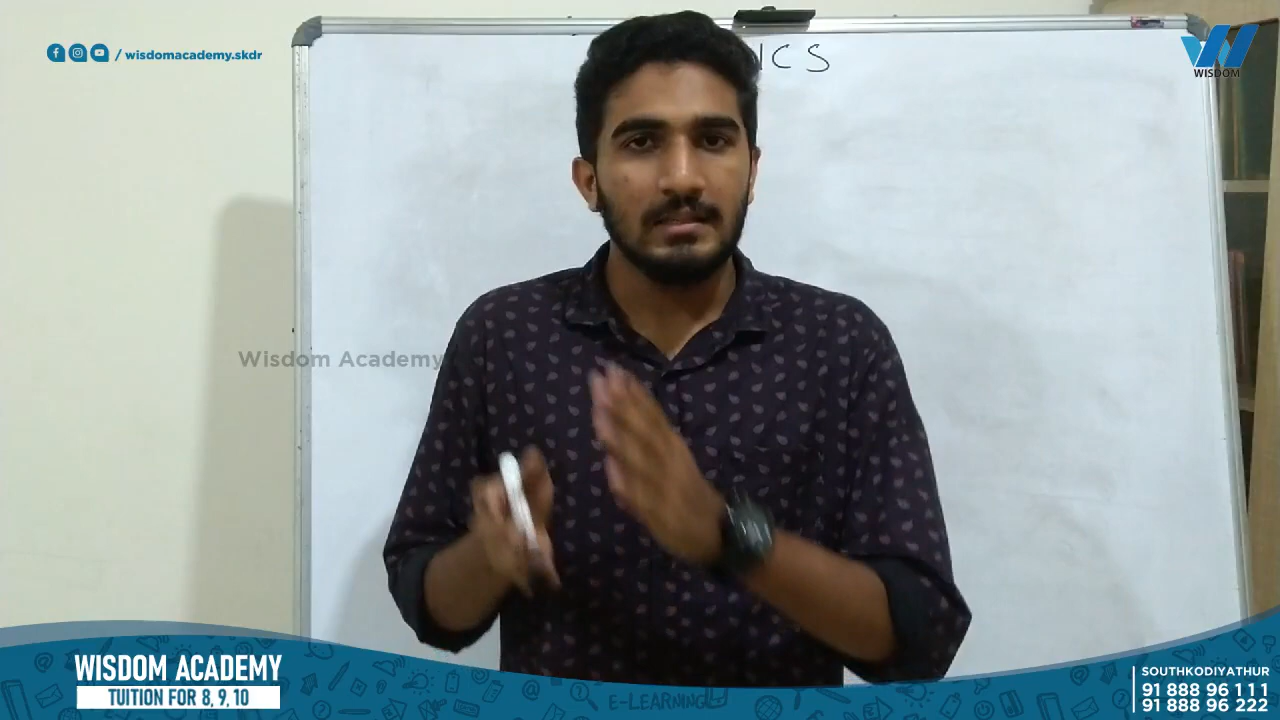 / wisdomacademy.skdr
ICS
WISDOM
Wisdom Academy
WISDOM ACADEMY
TUITION FOR 8, 9, 10
E-LEARNING
SOUTHKODIYATHUR
91 888 96 111
91 888 96 222